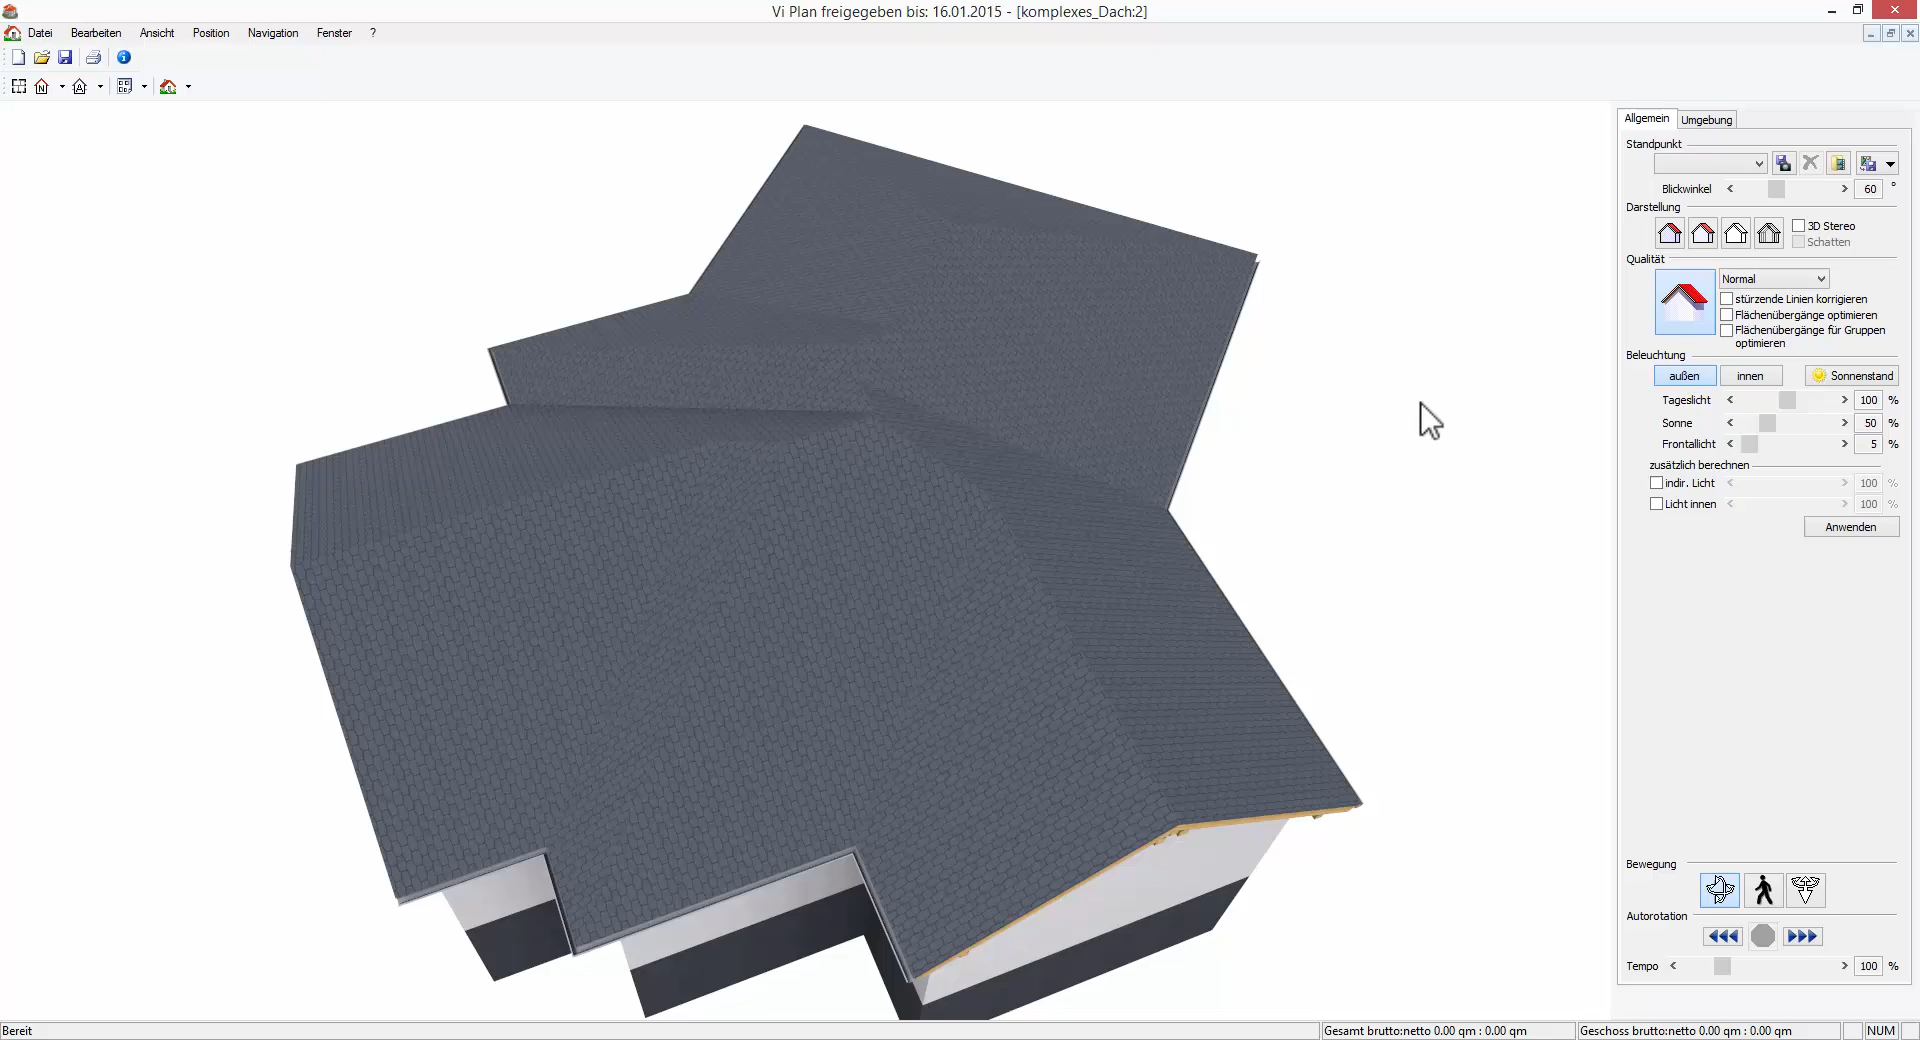 Vi Plan freigegeben bis: 16.01.2015 - [komplexes_Dach:2]
Datei Bearbeiten Ansicht Position Navigation Fenster ?
N A
Allgemein Umgebung
Standpunkt
Blickwinkel 60 °
Darstellung
3D Stereo
Schatten
Qualität
Normal
stürzende Linien korrigieren
Flächenübergänge optimieren
Flächenübergänge für Gruppen
optimieren
Beleuchtung
außen innen Sonnenstand
Tageslicht 100 %
Sonne 50 %
Frontallicht 5 %
zusätzlich berechnen
indir. Licht 100 %
Licht innen 100 %
Anwenden
Bewegung
Autorotation
Tempo 100 %
Bereit Gesamt brutto:netto 0.00 qm : 0.00 qm Geschoss brutto:netto 0.00 qm : 0.00 qm NUM